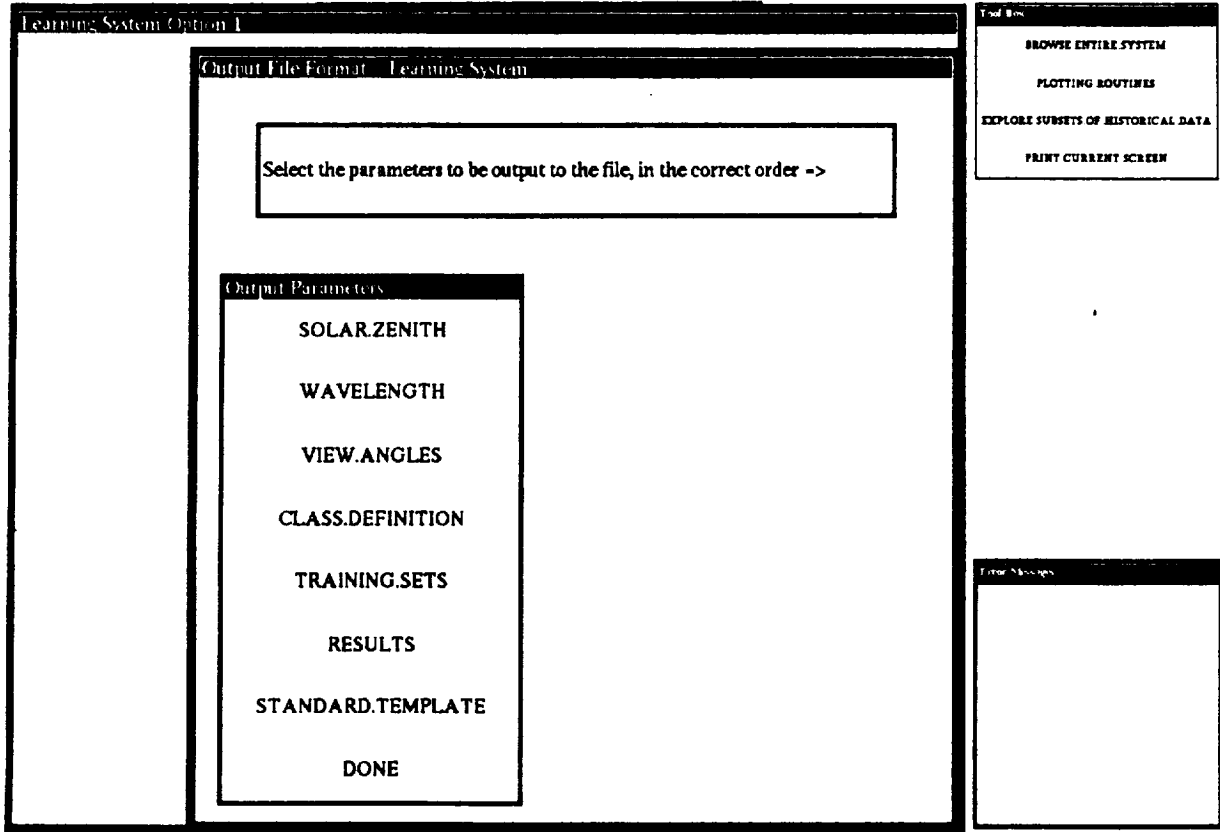 Learning System Option 1
Output File Format - Learning System
Select the parameters to be output to the file, in the correct order =>
Output Parameters
SOLAR.ZENITH
WAVELENGTH
VIEW.ANGLES
CLASS.DEFINITION
TRAINING.SETS
RESULTS
STANDARD.TEMPLATE
DONE
Tool Box
BROWSE ENTIRE SYSTEM
PLOTTING ROUTINES
EXPLORE SUBSETS OF HISTORICAL DATA
PRINT CURRENT SCREEN
Error Messages